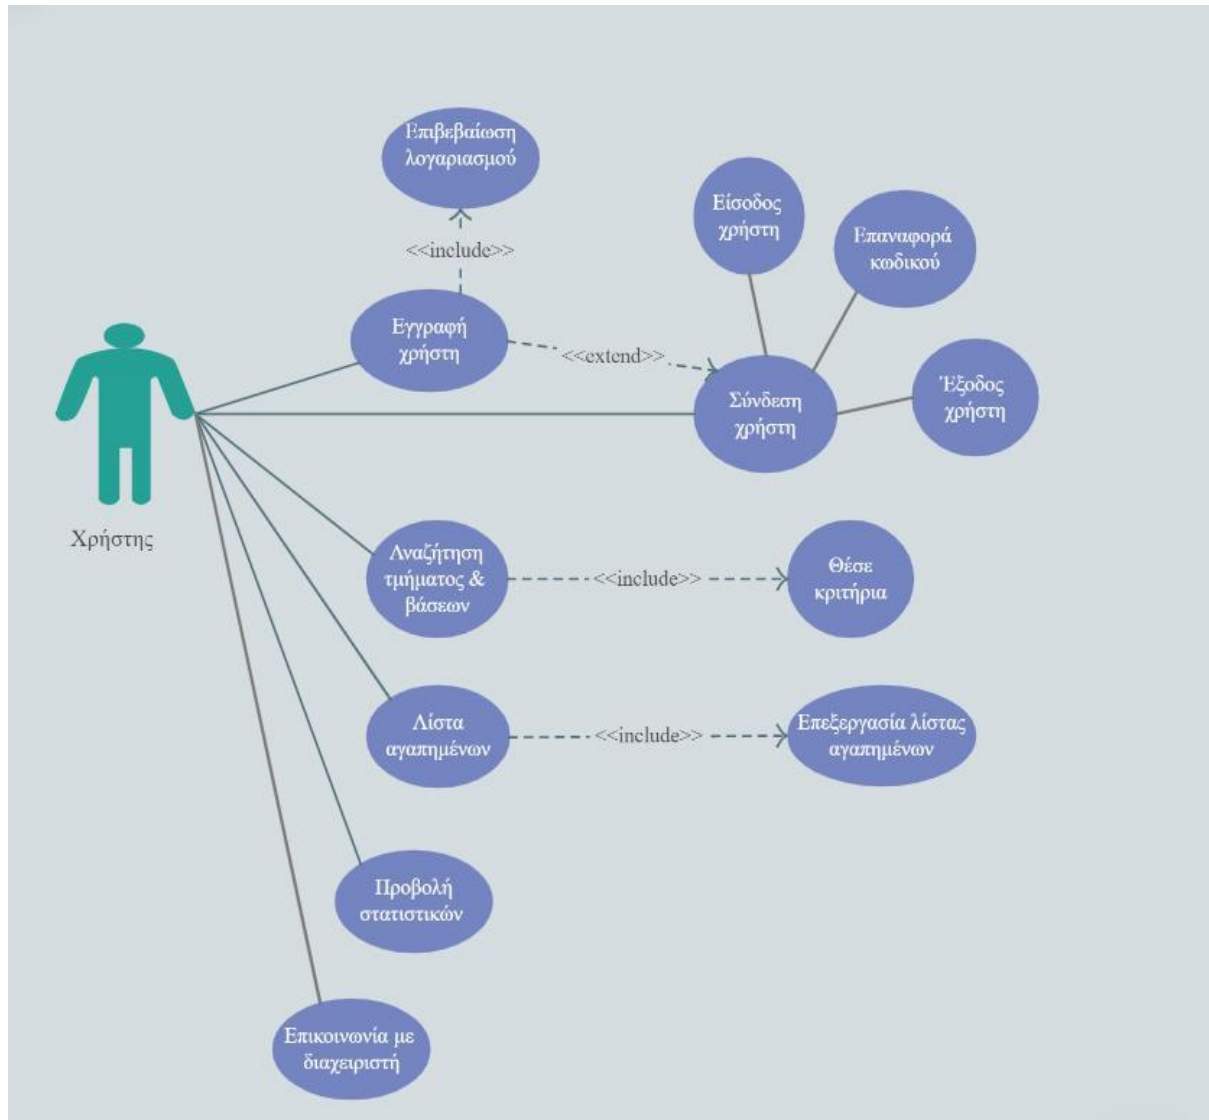 Επιβεβαίωση
λογαριασμού
Είσοδος
χρήστη
Επαναφορά
κωδικού
<<include>>
Εγγραφή
χρήστη
<<extend>>
Σύνδεση
χρήστη
Έξοδος
χρήστη
Χρήστης
Αναζήτηση
τμήματος &
βάσεων
<<include>>
Θέσε
κριτήρια
Λίστα
αγαπημένων
<<include>>
Επεξεργασία λίστας
αγαπημένων
Προβολή
στατιστικών
Επικοινωνία με
διαχειριστή